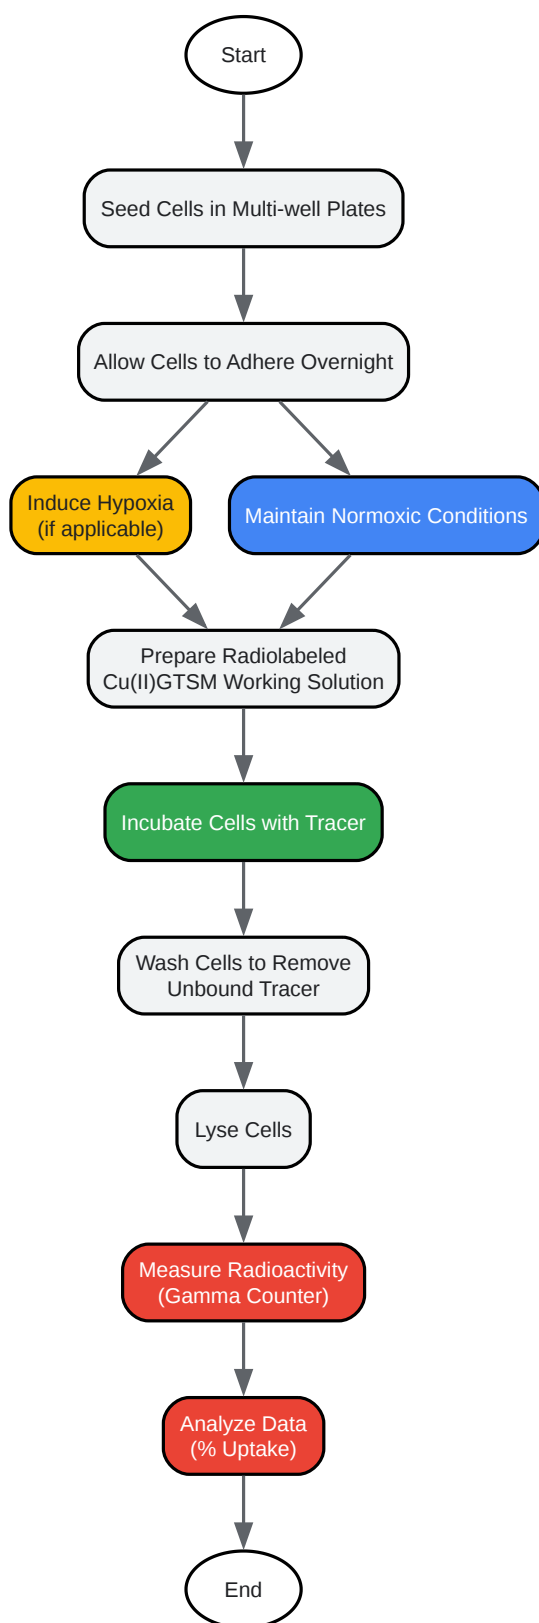 Start
Seed Cells in Multi-well Plates
Allow Cells to Adhere Overnight
Induce Hypoxia
(if applicable)
Maintain Normoxic Conditions
Prepare Radiolabeled
Cu(II)GTSM Working Solution
Incubate Cells with Tracer
Wash Cells to Remove
Unbound Tracer
Lyse Cells
Measure Radioactivity
(Gamma Counter)
Analyze Data
(% Uptake)
End